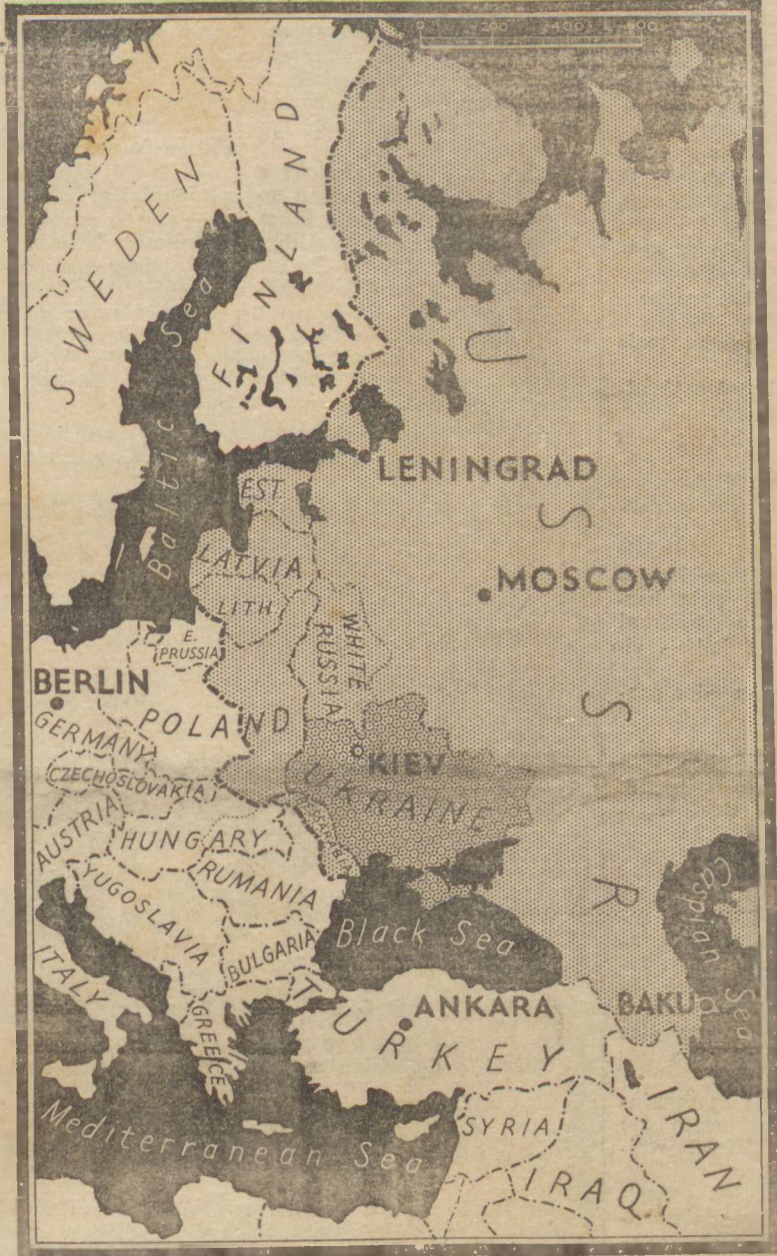 0 200 400 600
SWEDEN
FINLAND
Baltic Sea
U
S
S
R
LENINGRAD
EST.
LATVIA
LITH.
MOSCOW
WHITE
RUSSIA
E.
PRUSSIA
BERLIN
GERMANY
POLAND
KIEV
UKRAINE
CZECHOSLOVAKIA
AUSTRIA
HUNGARY
RUMANIA
YUGOSLAVIA
BULGARIA
Black Sea
Caspian Sea
ITALY
GREECE
TURKEY
ANKARA
BAKU
IRAN
SYRIA
IRAQ
Mediterranean Sea